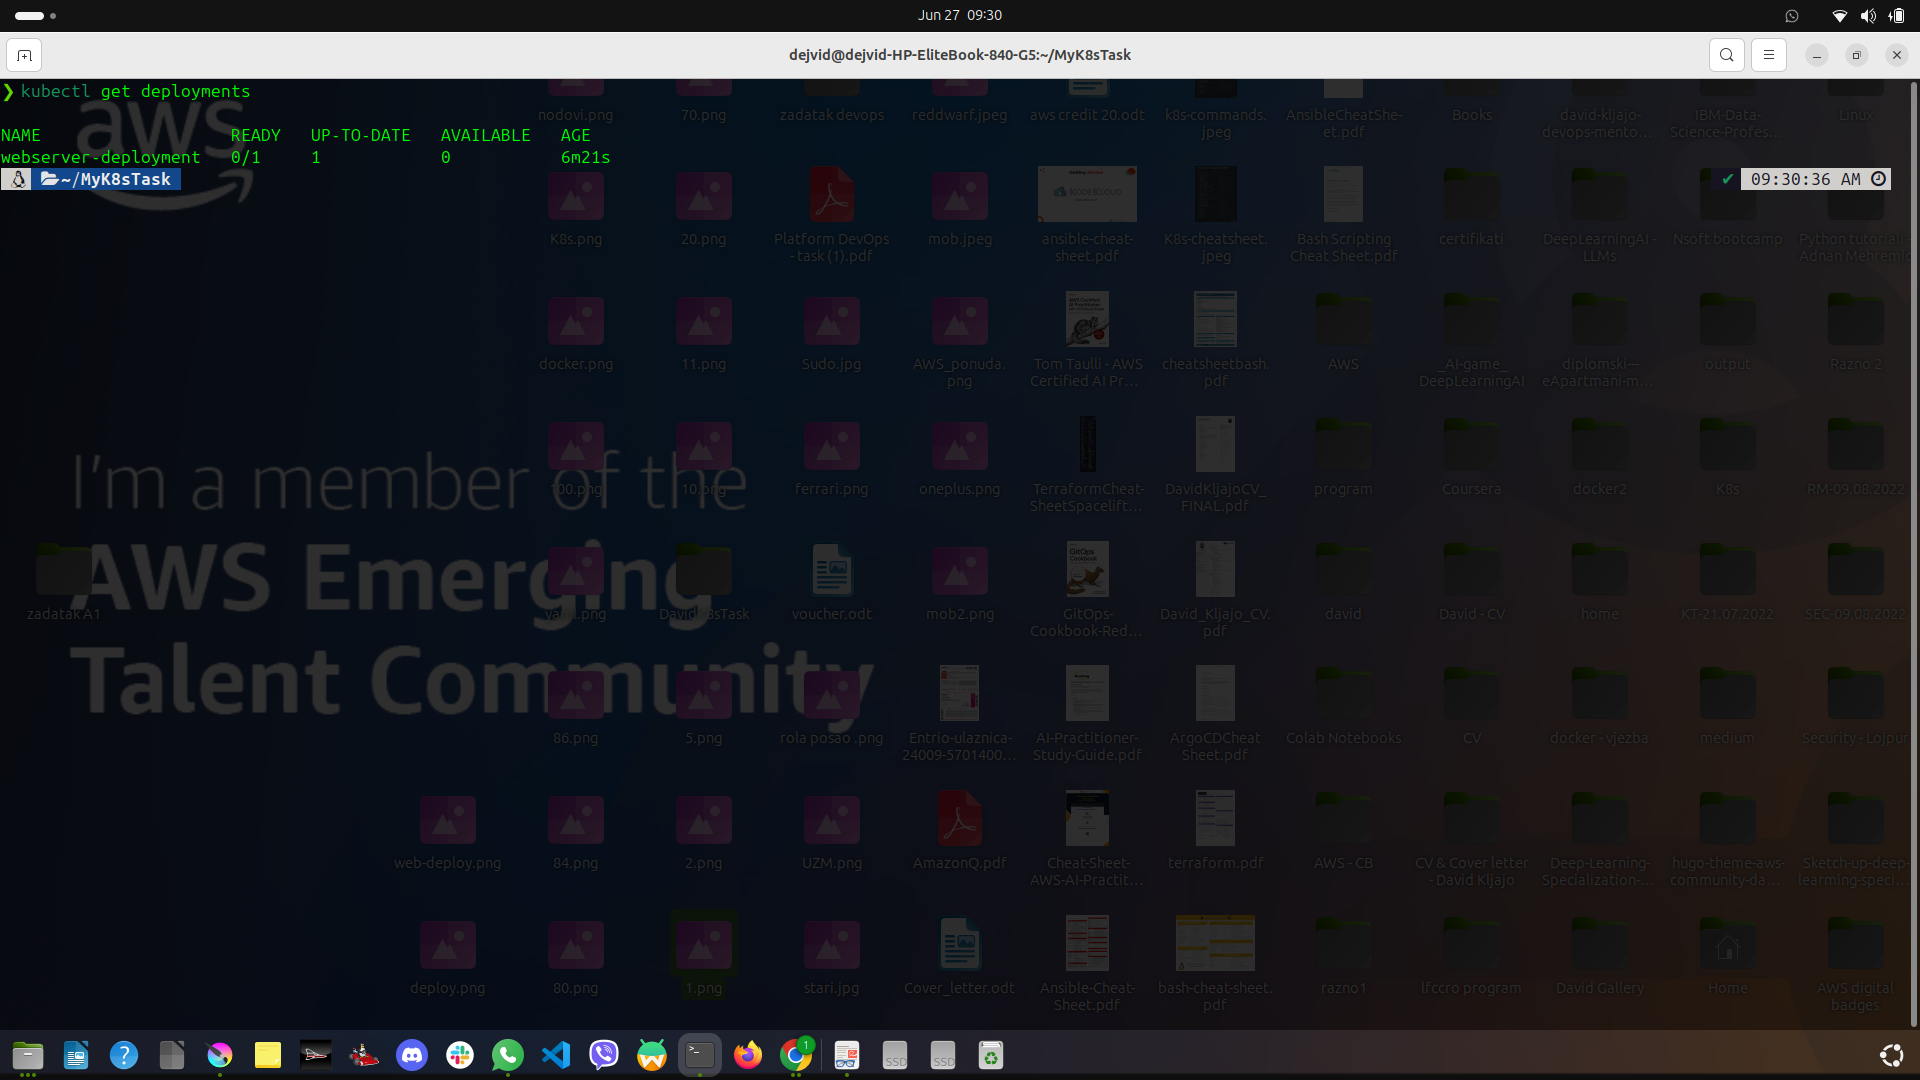 Jun 27 09:30
dejvid@dejvid-HP-EliteBook-840-G5:~/MyK8sTask
❯ kubectl get deployments
NAME READY UP-TO-DATE AVAILABLE AGE
webserver-deployment 0/1 1 0 6m21s
~/MyK8sTask ✔ 09:30:36 AM
aws
I'm a member of the
AWS Emerging
Talent Community
nodovi.png 70.png zadatak devops reddwarf.jpeg aws credit 20.odt k8s-commands. AnsibleCheatShe- Books david-kljajo- IBM-Data- Linux
jpeg et.pdf devops-mento... Science-Profes...
K8s.png 20.png Platform DevOps mob.jpeg ansible-cheat- K8s-cheatsheet. Bash Scripting certifikati DeepLearningAI - Nsoft bootcamp Python tutorijali -
- task (1).pdf sheet.pdf jpeg Cheat Sheet.pdf LLMs Adnan Mehremic
docker.png 11.png Sudo.jpg AWS_ponuda. Tom Taulli - AWS cheatsheetbash. AWS _AI-game_ diplomski--- output Razno 2
png Certified AI Pr... pdf DeepLearningAI eApartmani-m...
100.png 10.png ferrari.png oneplus.png TerraformCheat- DavidKljajoCV_ program Coursera docker2 K8s RM-09.08.2022
SheetSpacelift... FINAL.pdf
zadatak A1 yaml.png DavidK8sTask voucher.odt mob2.png GitOps- David_Kljajo_CV. david David - CV home KT-21.07.2022 SEC-09.08.2022
Cookbook-Red... pdf
86.png 5.png rola posao .png Entrio-ulaznica- AI-Practitioner- ArgoCDCheat Colab Notebooks CV docker - vjezba medium Security - Lojpur
24009-5701400... Study-Guide.pdf Sheet.pdf
web-deploy.png 84.png 2.png UZM.png AmazonQ.pdf Cheat-Sheet- terraform.pdf AWS - CB CV & Cover letter Deep-Learning- hugo-theme-aws- Sketch-up-deep-
AWS-AI-Practit... - David Kljajo Specialization-... community-da... learning-speci...
deploy.png 80.png 1.png stari.jpg Cover_letter.odt Ansible-Cheat- bash-cheat-sheet. razno1 lfccro program David Gallery Home AWS digital
Sheet.pdf pdf badges
1
SSD SSD